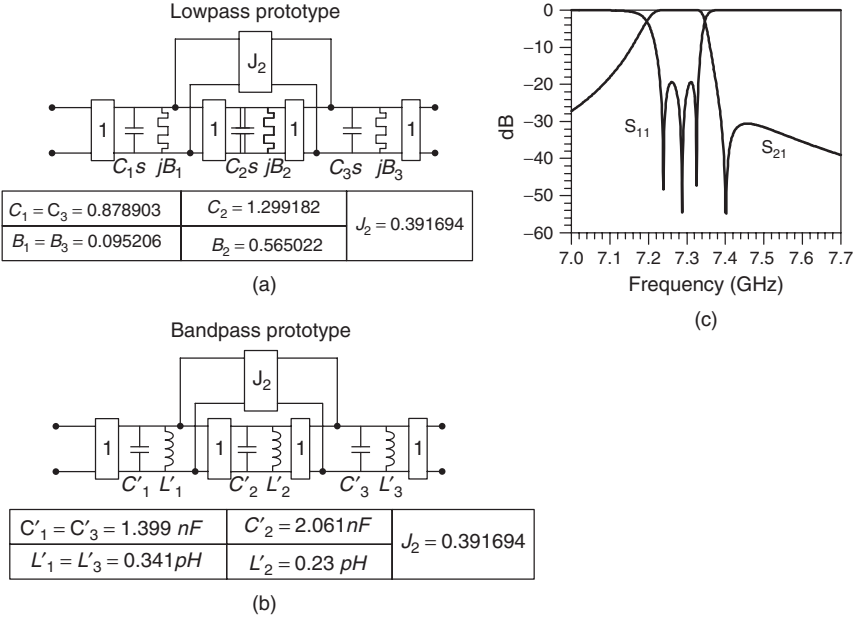 Lowpass prototype
J2
1 1 1 1
C1s jB1 C2s jB2 C3s jB3
C1 = C3 = 0.878903 C2 = 1.299182 J2 = 0.391694
B1 = B3 = 0.095206 B2 = 0.565022
(a)
Bandpass prototype
J2
1 1 1 1
C′1 L′1 C′2 L′2 C′3 L′3
C′1 = C′3 = 1.399 nF C′2 = 2.061nF J2 = 0.391694
L′1 = L′3 = 0.341pH L′2 = 0.23 pH
(b)
0
−10
−20
−30
−40
−50
−60
dB
S11
S21
7.0 7.1 7.2 7.3 7.4 7.5 7.6 7.7
Frequency (GHz)
(c)